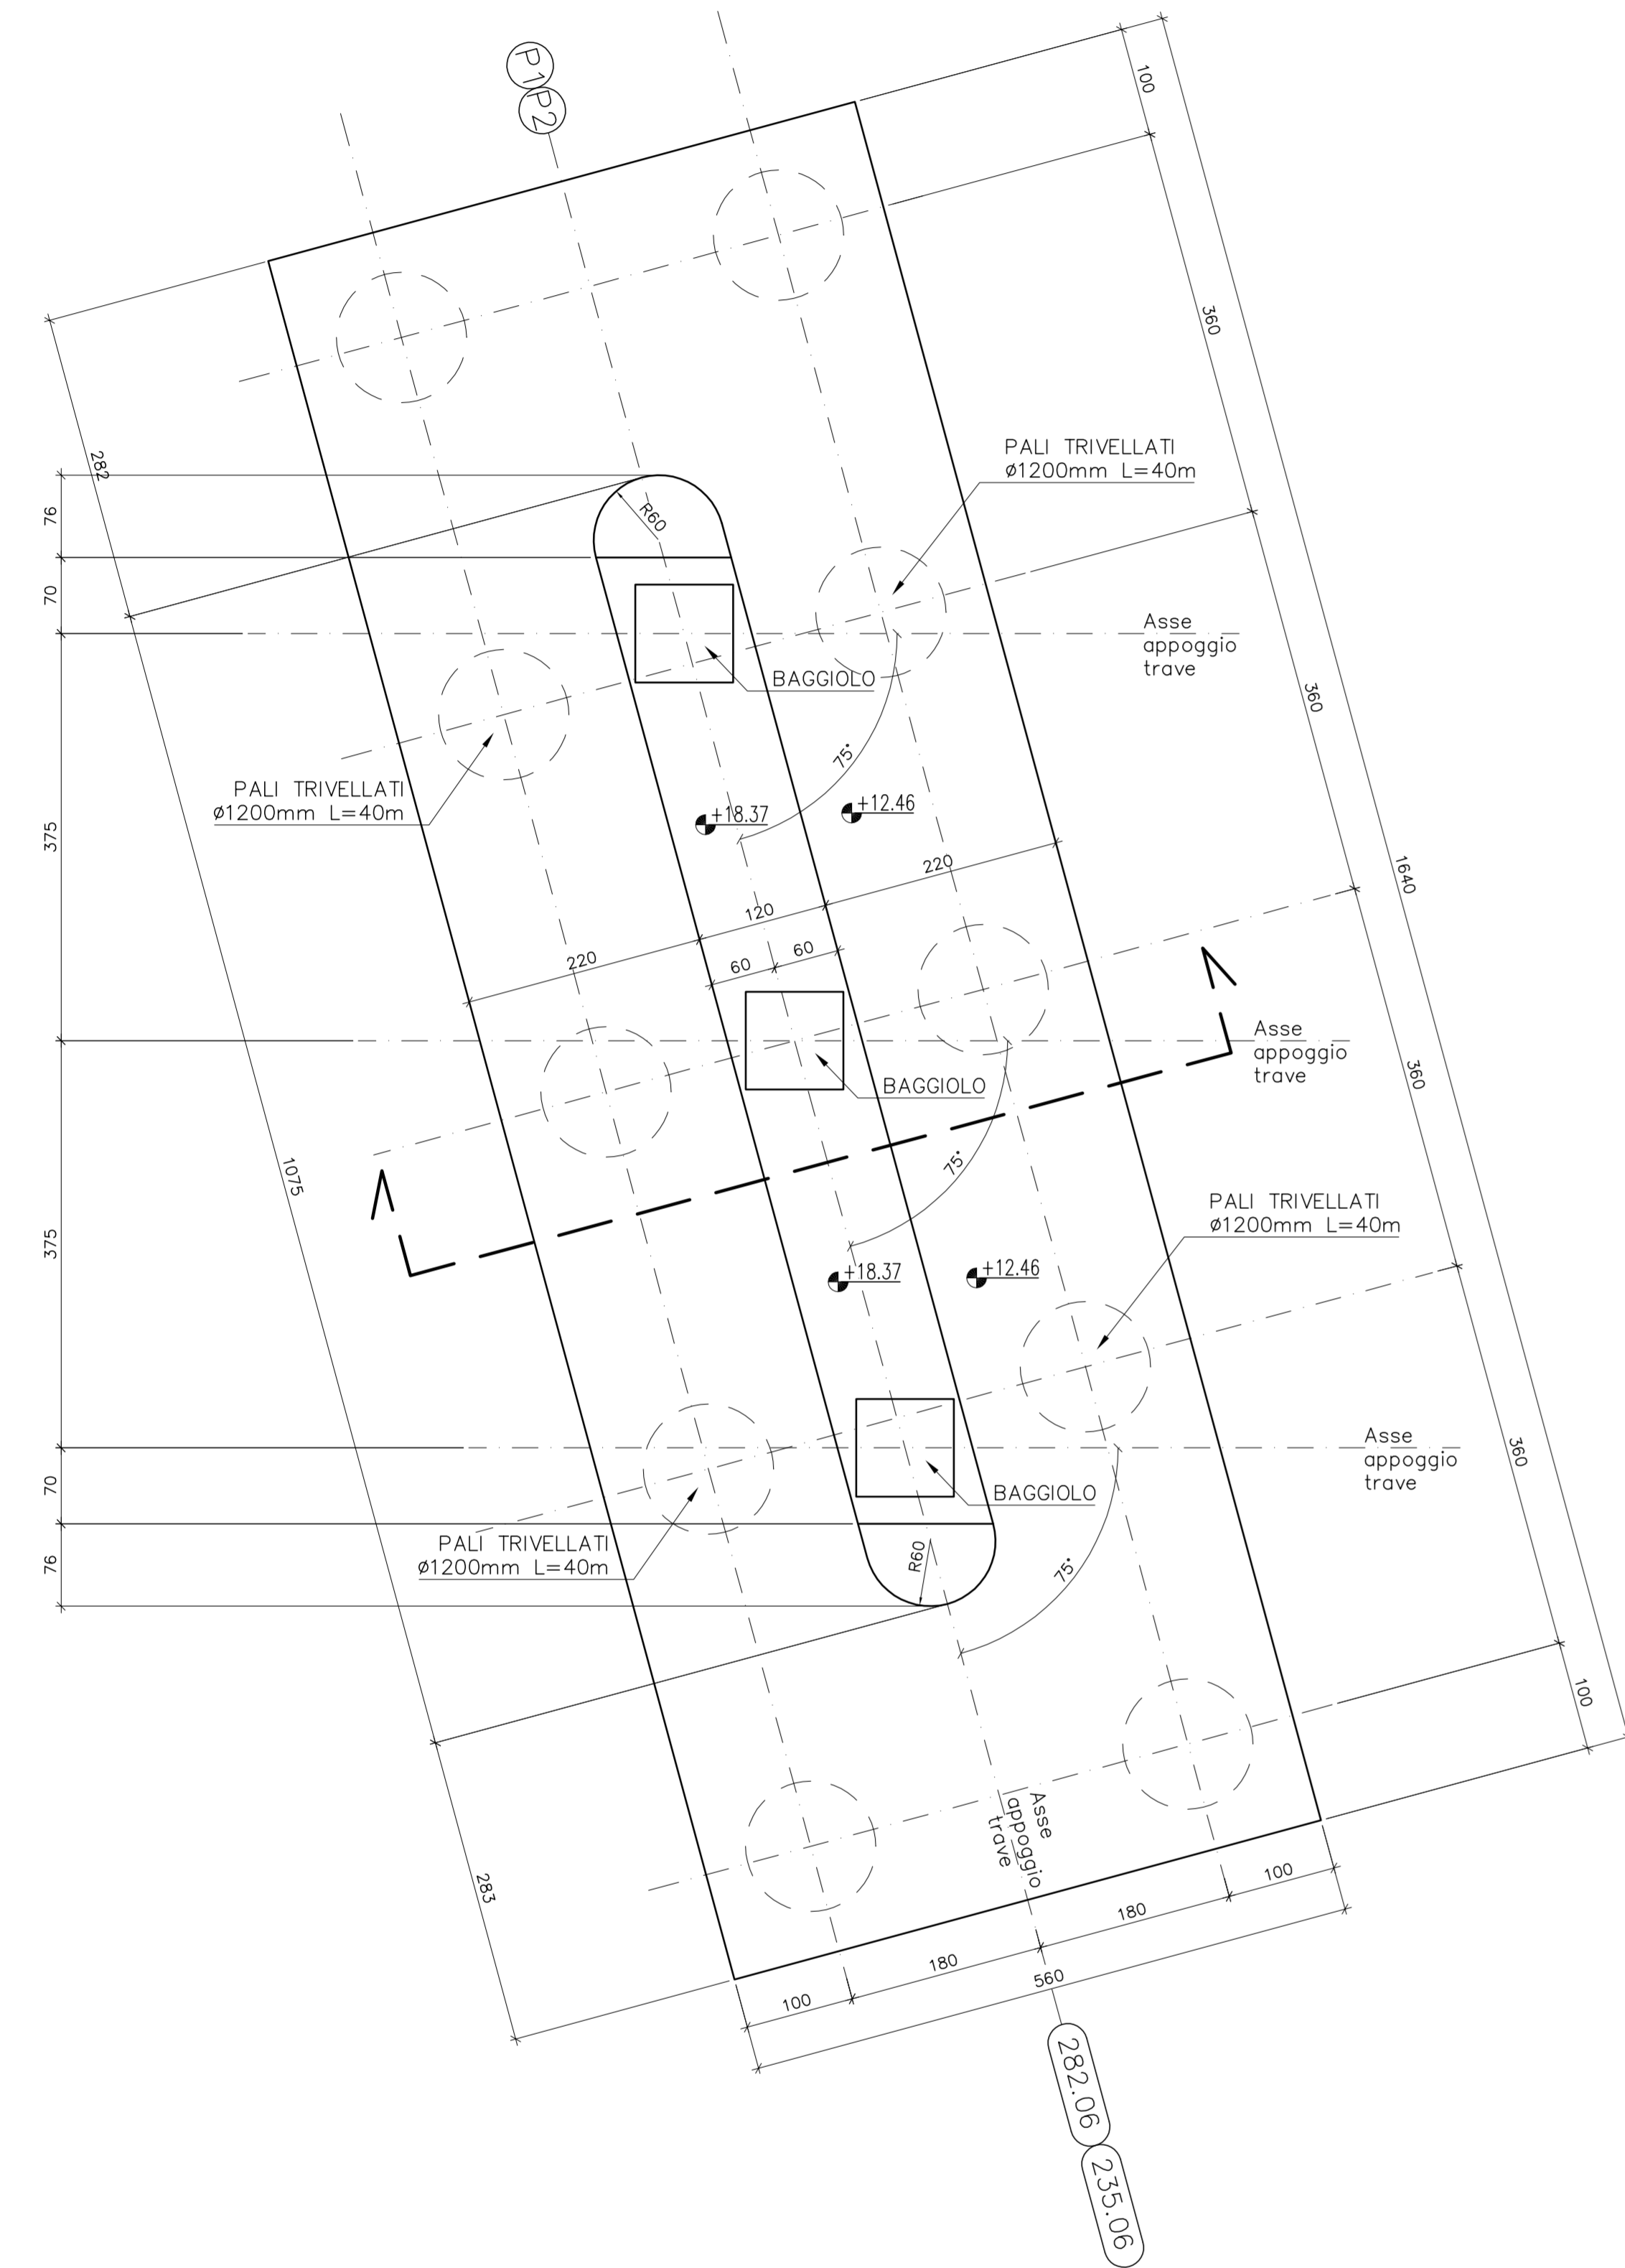 P1
P2
100
360
282
PALI TRIVELLATI
ø1200mm L=40m
76
R60
70
Asse
appoggio
trave
BAGGIOLO
360
75°
PALI TRIVELLATI
ø1200mm L=40m
+18.37
+12.46
375
220
1640
120
220
60
60
Asse
appoggio
trave
360
BAGGIOLO
1075
75°
PALI TRIVELLATI
ø1200mm L=40m
375
+18.37
+12.46
Asse
appoggio
trave
360
70
BAGGIOLO
PALI TRIVELLATI
ø1200mm L=40m
76
R60
75°
100
Asse
appoggio
trave
283
100
180
180
560
100
282.06
235.06